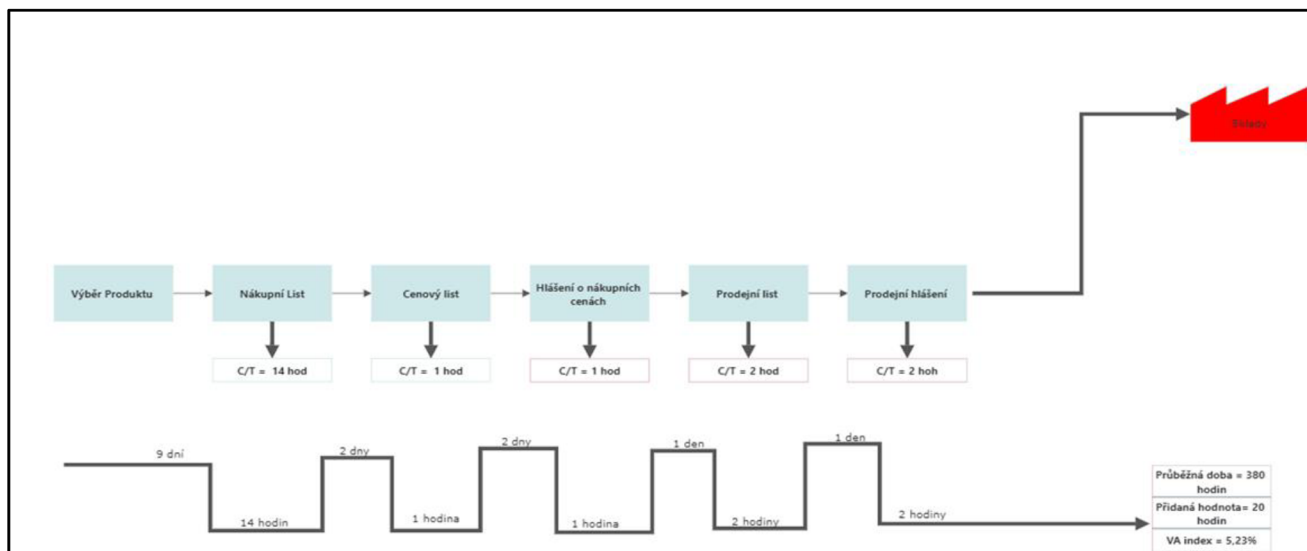 Sklady
Výběr Produktu
Nákupní List
Cenový list
Hlášení o nákupních
cenách
Prodejní list
Prodejní hlášení
C/T =  14 hod
C/T =  1 hod
C/T = 1 hod
C/T = 2 hod
C/T = 2 hoh
9 dní
2 dny
2 dny
1 den
1 den
14 hodin
1 hodina
1 hodina
2 hodiny
2 hodiny
Průběžná doba = 380
hodin
Přidaná hodnota= 20
hodin
VA index = 5,23%